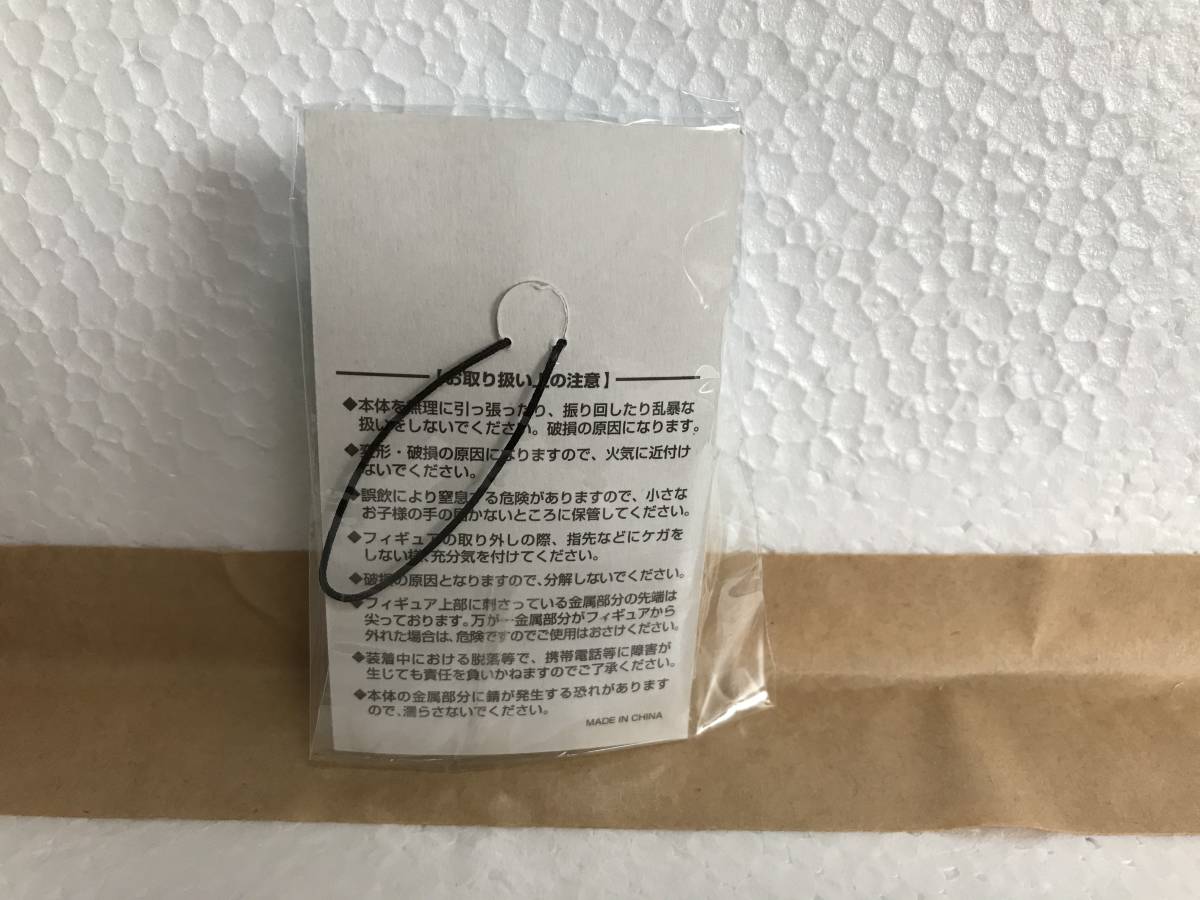 【お取り扱い上の注意】
◆本体を無理に引っ張ったり、振り回したり乱暴な
扱いをしないでください。破損の原因になります。
◆変形・破損の原因になりますので、火気に近付け
ないでください。
◆誤飲により窒息する危険がありますので、小さな
お子様の手の届かないところに保管してください。
◆フィギュアの取り外しの際、指先などにケガを
しない様、充分気を付けてください。
◆破損の原因となりますので、分解しないでください。
◆フィギュア上部に刺さっている金属部分の先端は
尖っております。万が一金属部分がフィギュアから
外れた場合は、危険ですのでご使用はおさけください。
◆装着中における脱落等で、携帯電話等に障害が
生じても責任を負いかねますのでご了承ください。
◆本体の金属部分に錆が発生する恐れがあります
ので、濡らさないでください。
MADE IN CHINA